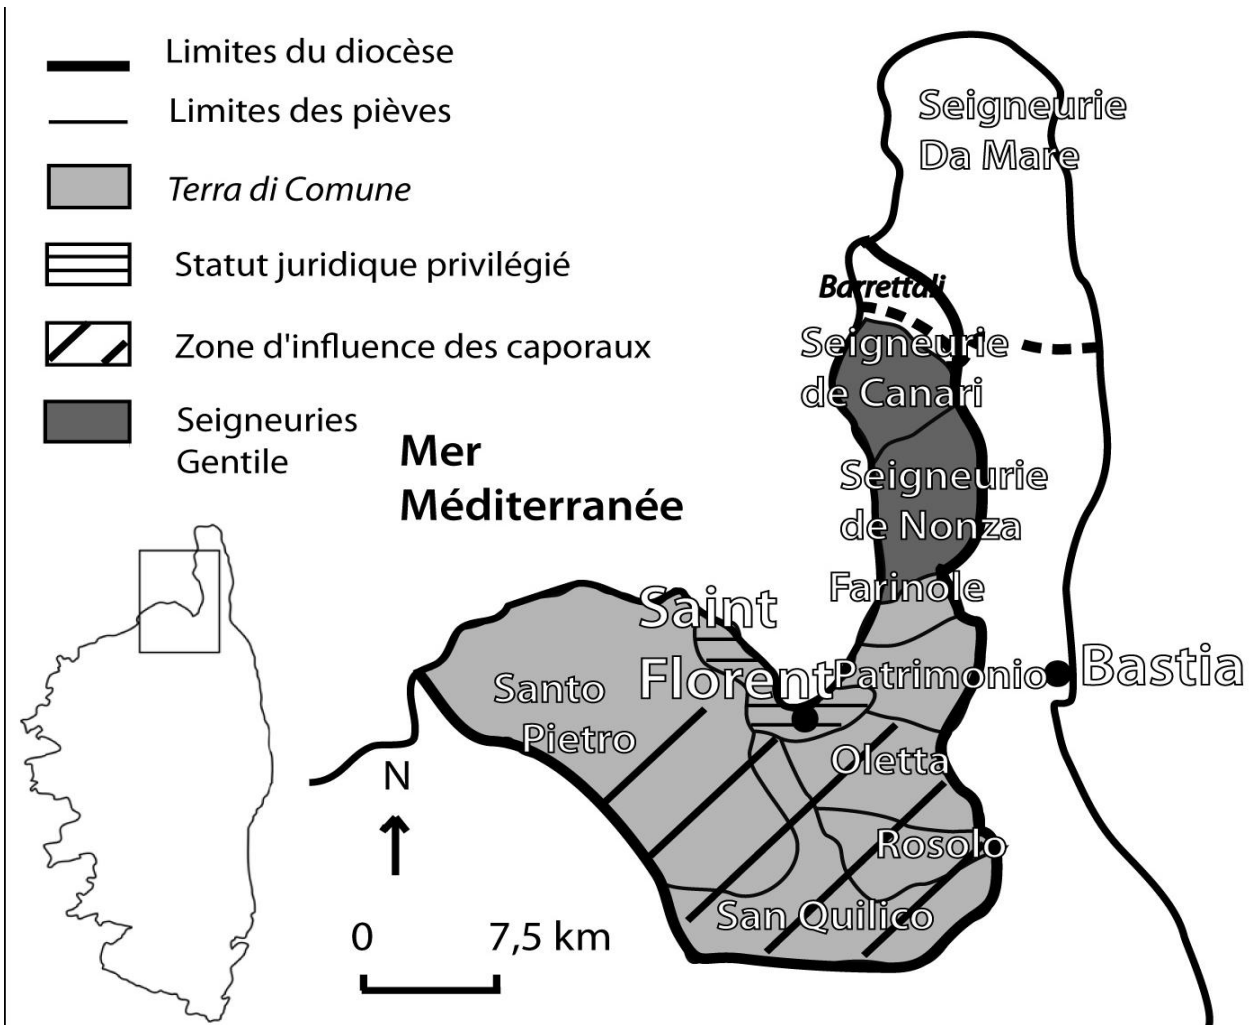 Limites du diocèse
Limites des pièves
Terra di Comune
Statut juridique privilégié
Zone d'influence des caporaux
Seigneuries
Gentile
Mer
Méditerranée
Seigneurie
Da Mare
Barrettali
Seigneurie
de Canari
Seigneurie
de Nonza
Farinole
Saint
Florent
Patrimonio
Bastia
Santo
Pietro
Oletta
Rosolo
San Quilico
N
0 7,5 km